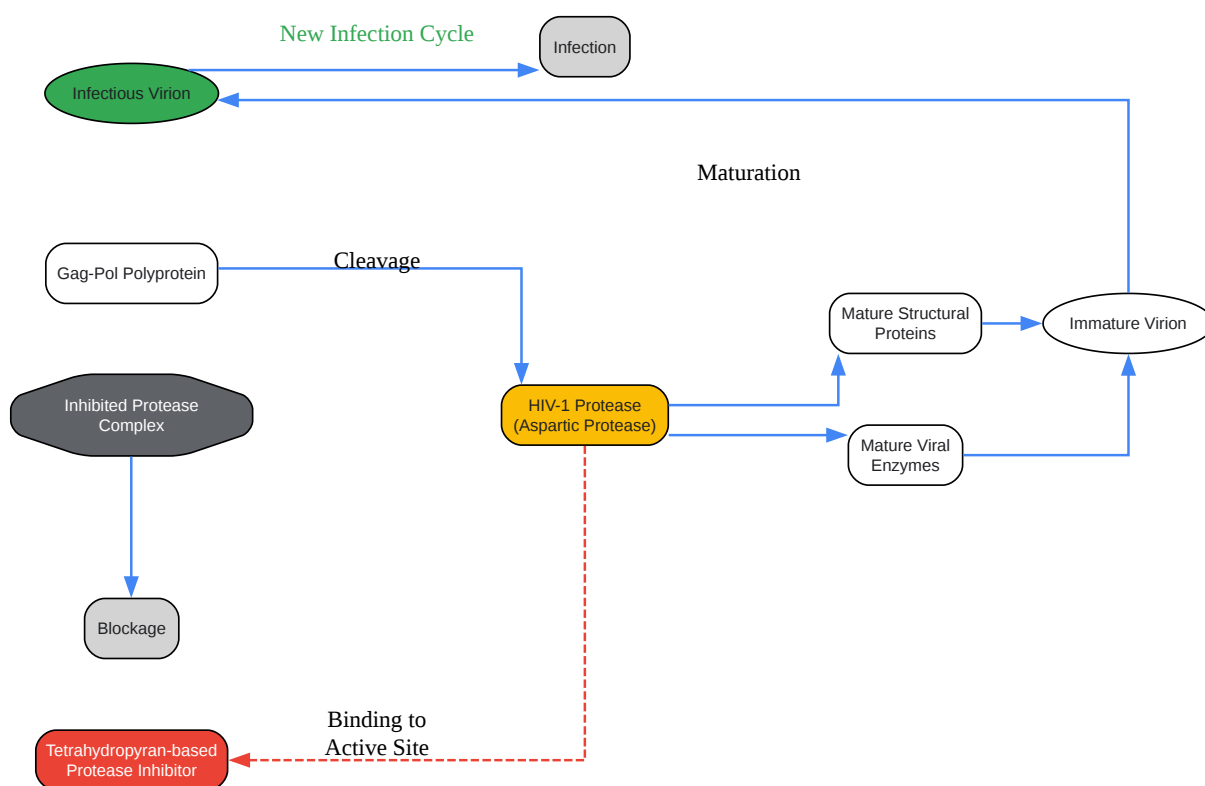 New Infection Cycle
Infection
Infectious Virion
Maturation
Cleavage
Gag-Pol Polyprotein
Mature Structural
Proteins
Immature Virion
Inhibited Protease
Complex
HIV-1 Protease
(Aspartic Protease)
Mature Viral
Enzymes
Blockage
Binding to
Active Site
Tetrahydropyran-based
Protease Inhibitor